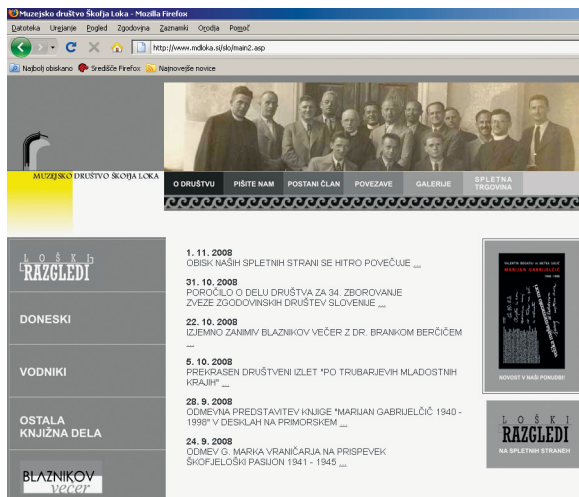 Muzejsko društvo Škofja Loka - Mozilla Firefox
Datoteka Urejanje Pogled Zgodovina Zaznamki Orodja Pomoč
http://www.mdloka.si/slo/main2.asp
Najbolj obiskano Središče Firefox Najnovejše novice
MUZEJSKO DRUŠTVO ŠKOFJA LOKA
O DRUŠTVU PIŠITE NAM POSTANI ČLAN POVEZAVE GALERIJE SPLETNA
TRGOVINA
LOŠKI
RAZGLEDI
DONESKI
VODNIKI
OSTALA
KNJIŽNA DELA
BLAZNIKOV
večer
1. 11. 2008
OBISK NAŠIH SPLETNIH STRANI SE HITRO POVEČUJE ...
31. 10. 2008
POROČILO O DELU DRUŠTVA ZA 34. ZBOROVANJE
ZVEZE ZGODOVINSKIH DRUŠTEV SLOVENIJE ...
22. 10. 2008
IZJEMNO ZANIMIV BLAZNIKOV VEČER Z DR. BRANKOM BERČIČEM
...
5. 10. 2008
PREKRASEN DRUŠTVENI IZLET "PO TRUBARJEVIH MLADOSTNIH
KRAJIH" ...
28. 9. 2008
ODMEVNA PREDSTAVITEV KNJIGE "MARIJAN GABRIJELČIČ 1940 -
1998" V DESKLAH NA PRIMORSKEM ...
24. 9. 2008
ODMEV G. MARKA VRANIČARJA NA PRISPEVEK
ŠKOFJELOŠKI PASIJON 1941 - 1945 ...
MARIJAN GABRIJELČIČ
NOVOST V NAŠI PONUDBI!
LOŠKI
RAZGLEDI
NA SPLETNIH STRANEH